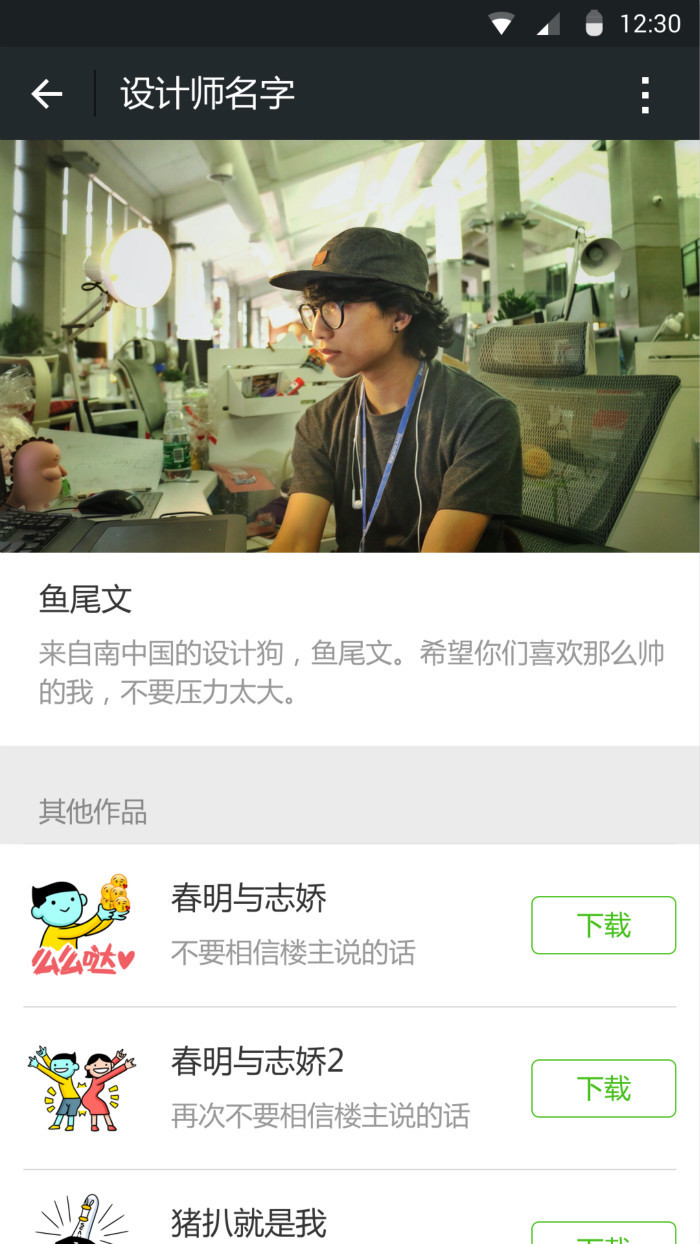 12:30
设计师名字
鱼尾文
来自南中国的设计狗，鱼尾文。希望你们喜欢那么帅
的我，不要压力太大。
其他作品
春明与志娇
不要相信楼主说的话
下载
么么哒
春明与志娇2
再次不要相信楼主说的话
下载
猪扒就是我
下载